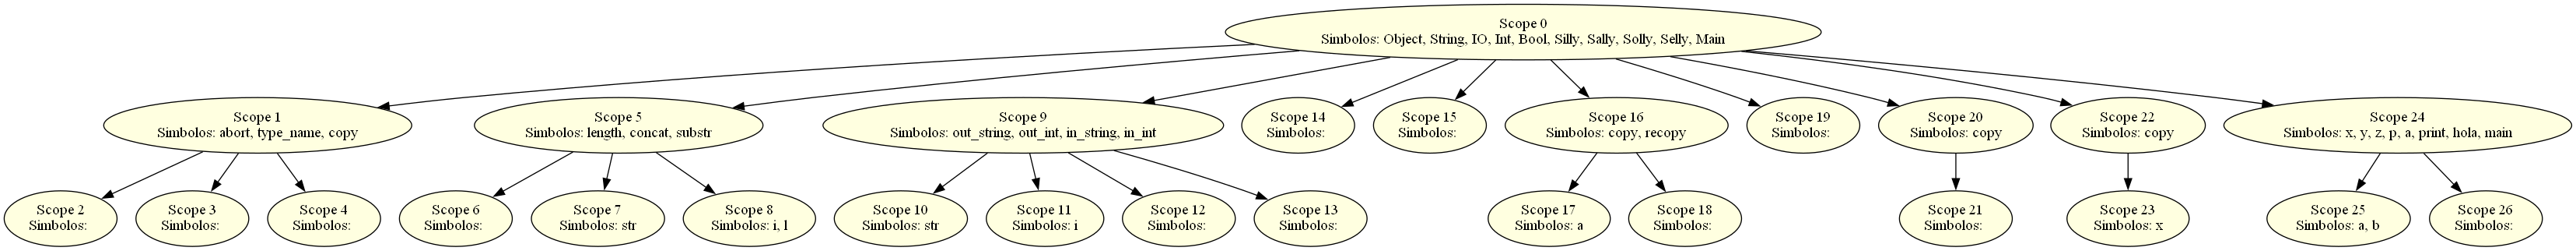 Scope 0
Simbolos: Object, String, IO, Int, Bool, Silly, Sally, Solly, Selly, Main
Scope 1
Simbolos: abort, type_name, copy
Scope 5
Simbolos: length, concat, substr
Scope 9
Simbolos: out_string, out_int, in_string, in_int
Scope 14
Simbolos:
Scope 15
Simbolos:
Scope 16
Simbolos: copy, recopy
Scope 19
Simbolos:
Scope 20
Simbolos: copy
Scope 22
Simbolos: copy
Scope 24
Simbolos: x, y, z, p, a, print, hola, main
Scope 2
Simbolos:
Scope 3
Simbolos:
Scope 4
Simbolos:
Scope 6
Simbolos:
Scope 7
Simbolos: str
Scope 8
Simbolos: i, l
Scope 10
Simbolos: str
Scope 11
Simbolos: i
Scope 12
Simbolos:
Scope 13
Simbolos:
Scope 17
Simbolos: a
Scope 18
Simbolos:
Scope 21
Simbolos:
Scope 23
Simbolos: x
Scope 25
Simbolos: a, b
Scope 26
Simbolos: